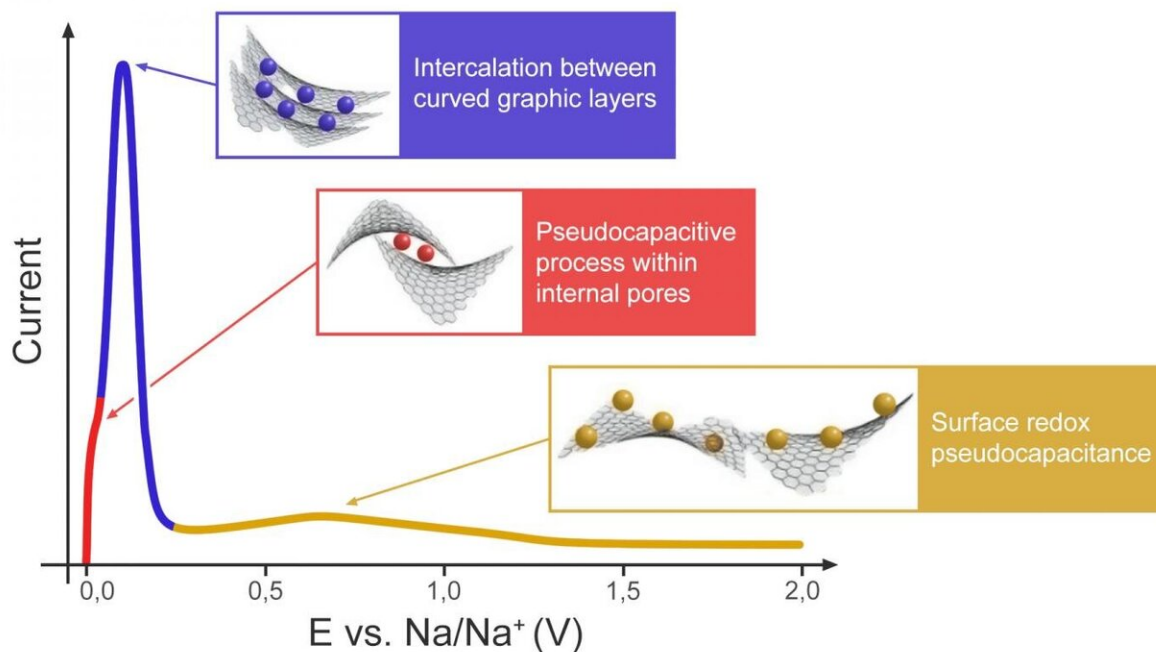 Intercalation between
curved graphic layers
Pseudocapacitive
process within
internal pores
Surface redox
pseudocapacitance
Current
0,0
0,5
1,0
1,5
2,0
E vs. Na/Na⁺ (V)